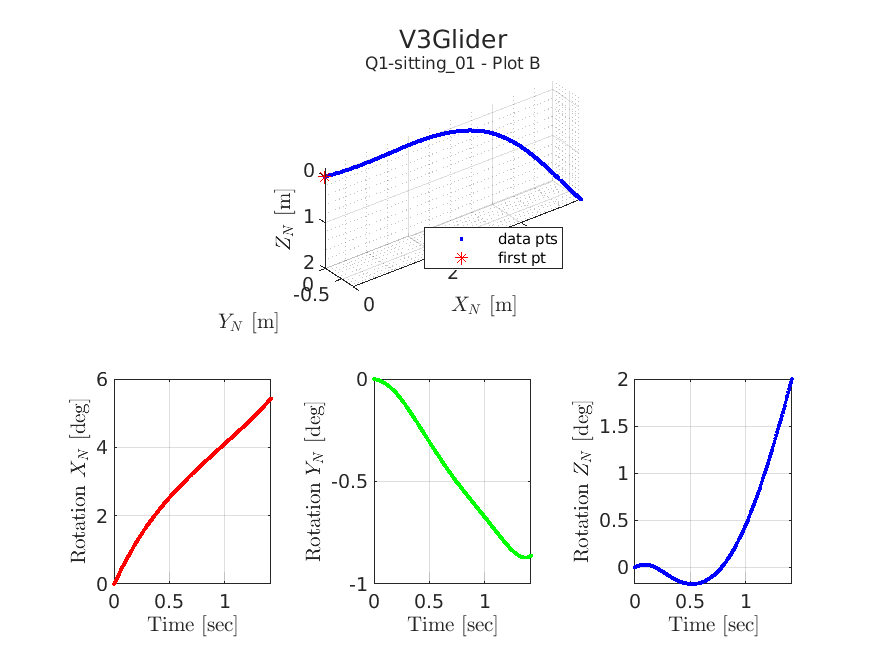 V3Glider
Q1-sitting_01 - Plot B
0
1
2
Z_N [m]
0
-0.5
Y_N [m]
0
2
X_N [m]
data pts
first pt
6
4
2
0
Rotation X_N [deg]
0
0.5
1
Time [sec]
0
-0.5
-1
Rotation Y_N [deg]
0
0.5
1
Time [sec]
2
1.5
1
0.5
0
Rotation Z_N [deg]
0
0.5
1
Time [sec]